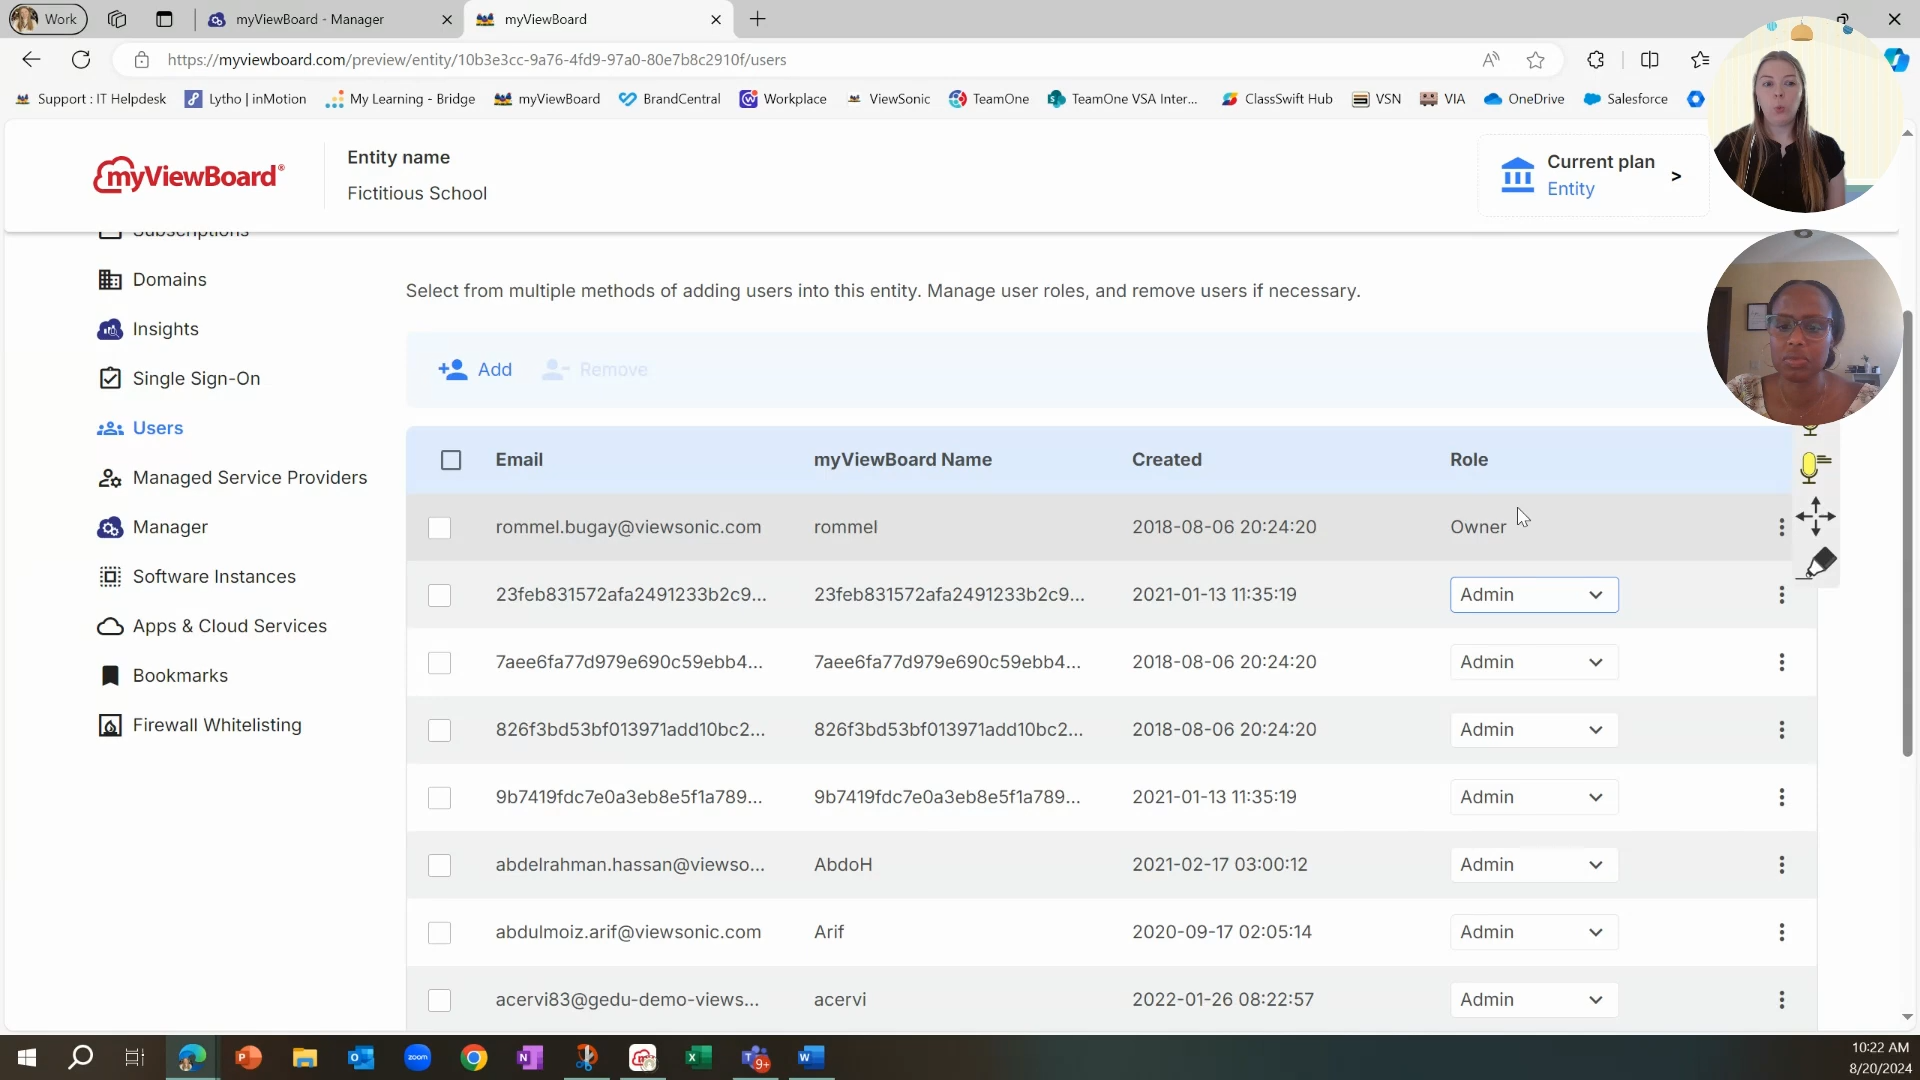 Work
myViewBoard - Manager
myViewBoard
https://myviewboard.com/preview/entity/10b3e3cc-9a76-4fd9-97a0-80e7b8c2910f/users
Support : IT Helpdesk
Lytho | inMotion
My Learning - Bridge
myViewBoard
BrandCentral
Workplace
ViewSonic
TeamOne
TeamOne VSA Inter...
ClassSwift Hub
VSN
VIA
OneDrive
Salesforce
myViewBoard®
Entity name
Fictitious School
Current plan
Entity
>
Subscriptions
Domains
Insights
Single Sign-On
Users
Managed Service Providers
Manager
Software Instances
Apps & Cloud Services
Bookmarks
Firewall Whitelisting
Select from multiple methods of adding users into this entity. Manage user roles, and remove users if necessary.
Add
Remove
Email myViewBoard Name Created Role
rommel.bugay@viewsonic.com rommel 2018-08-06 20:24:20 Owner
23feb831572afa2491233b2c9... 23feb831572afa2491233b2c9... 2021-01-13 11:35:19 Admin
7aee6fa77d979e690c59ebb4... 7aee6fa77d979e690c59ebb4... 2018-08-06 20:24:20 Admin
826f3bd53bf013971add10bc2... 826f3bd53bf013971add10bc2... 2018-08-06 20:24:20 Admin
9b7419fdc7e0a3eb8e5f1a789... 9b7419fdc7e0a3eb8e5f1a789... 2021-01-13 11:35:19 Admin
abdelrahman.hassan@viewso... AbdoH 2021-02-17 03:00:12 Admin
abdulmoiz.arif@viewsonic.com Arif 2020-09-17 02:05:14 Admin
acervi83@gedu-demo-views... acervi 2022-01-26 08:22:57 Admin
zoom
9+
10:22 AM
8/20/2024